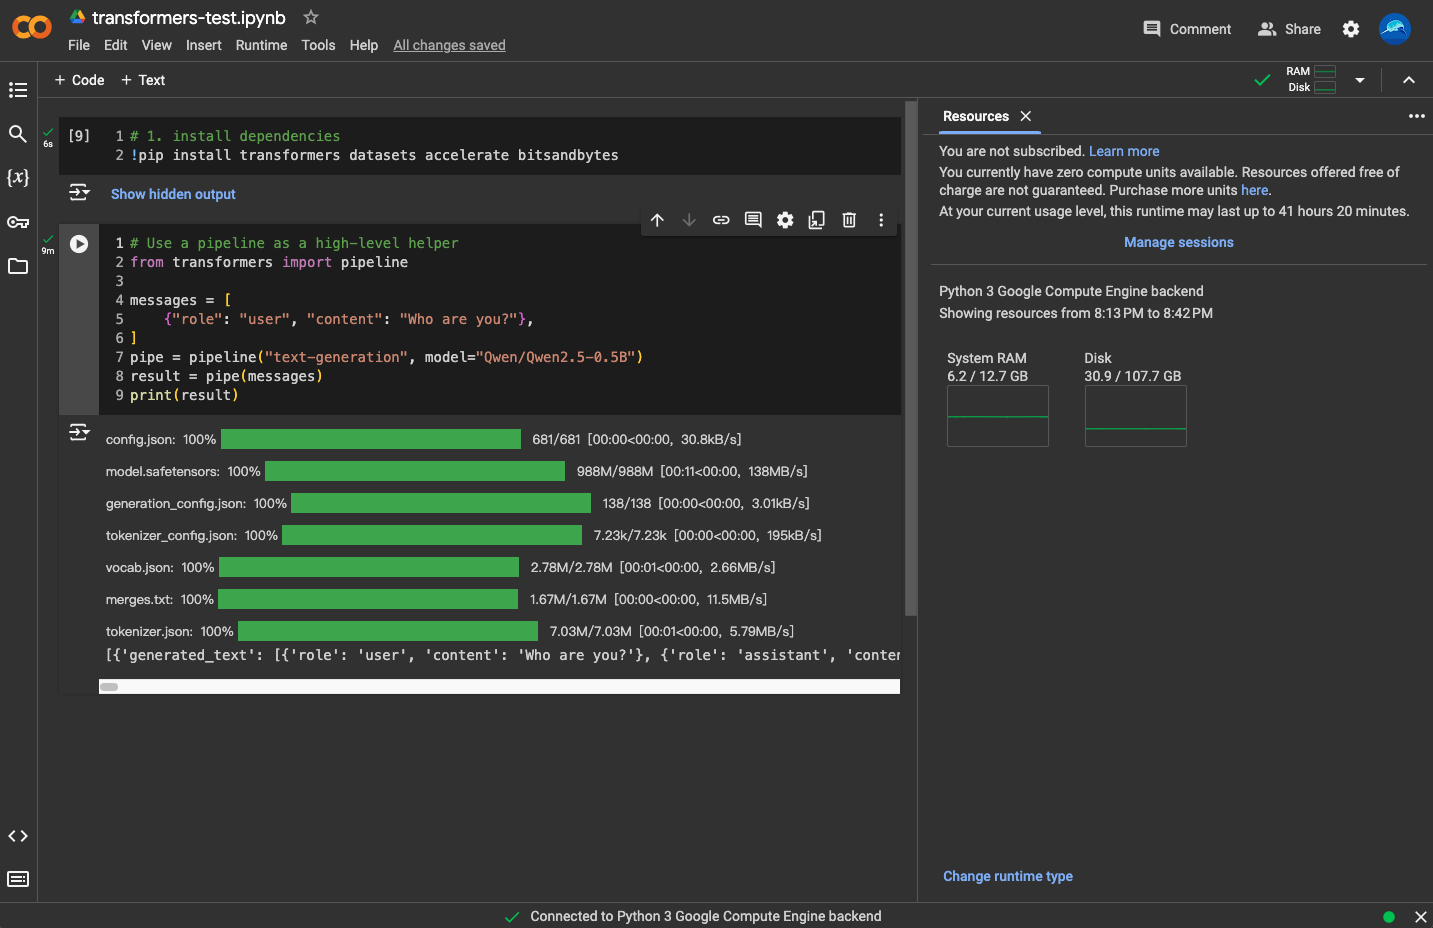 transformers-test.ipynb
File Edit View Insert Runtime Tools Help All changes saved
Comment Share
+ Code + Text
RAM
Disk
6s
[9]
1 # 1. install dependencies
2 !pip install transformers datasets accelerate bitsandbytes
Show hidden output
9m
1 # Use a pipeline as a high-level helper
2 from transformers import pipeline
3
4 messages = [
5     {"role": "user", "content": "Who are you?"},
6 ]
7 pipe = pipeline("text-generation", model="Qwen/Qwen2.5-0.5B")
8 result = pipe(messages)
9 print(result)
config.json: 100% 681/681 [00:00<00:00, 30.8kB/s]
model.safetensors: 100% 988M/988M [00:11<00:00, 138MB/s]
generation_config.json: 100% 138/138 [00:00<00:00, 3.01kB/s]
tokenizer_config.json: 100% 7.23k/7.23k [00:00<00:00, 195kB/s]
vocab.json: 100% 2.78M/2.78M [00:01<00:00, 2.66MB/s]
merges.txt: 100% 1.67M/1.67M [00:00<00:00, 11.5MB/s]
tokenizer.json: 100% 7.03M/7.03M [00:01<00:00, 5.79MB/s]
[{'generated_text': [{'role': 'user', 'content': 'Who are you?'}, {'role': 'assistant', 'conter
Resources
You are not subscribed. Learn more
You currently have zero compute units available. Resources offered free of
charge are not guaranteed. Purchase more units here.
At your current usage level, this runtime may last up to 41 hours 20 minutes.
Manage sessions
Python 3 Google Compute Engine backend
Showing resources from 8:13 PM to 8:42 PM
System RAM
6.2 / 12.7 GB
Disk
30.9 / 107.7 GB
Change runtime type
Connected to Python 3 Google Compute Engine backend